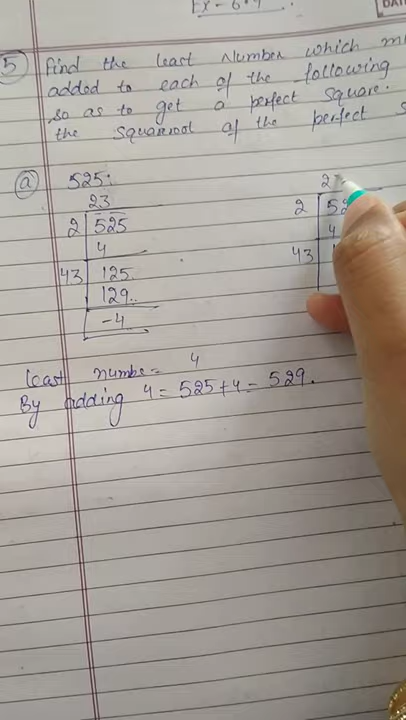 Ex - 6.4
5 Find the least Number which m
added to each of the following
so as to get a perfect square.
the squareroot of the perfect s
a 525:
23
2 525
4
43 125
129
-4
2
2 52
4
43
least numbe = 4
By adding 4 = 525+4 = 529.